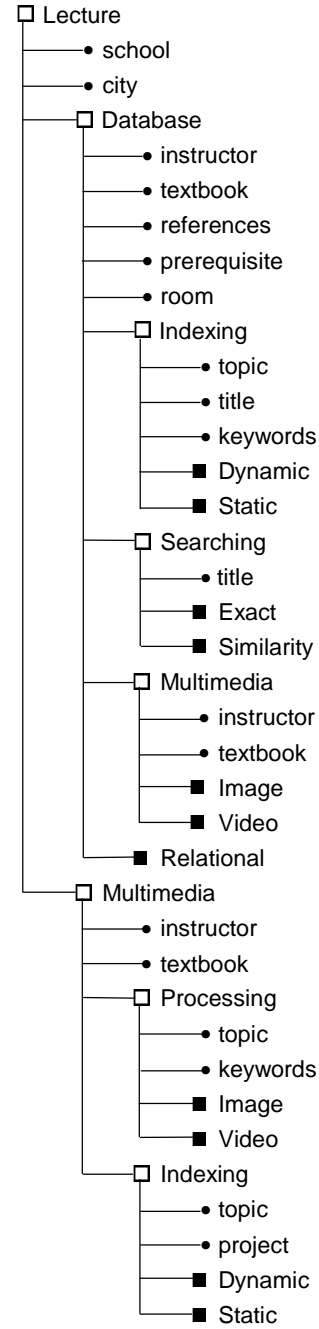 Lecture
school
city
Database
instructor
textbook
references
prerequisite
room
Indexing
topic
title
keywords
Dynamic
Static
Searching
title
Exact
Similarity
Multimedia
instructor
textbook
Image
Video
Relational
Multimedia
instructor
textbook
Processing
topic
keywords
Image
Video
Indexing
topic
project
Dynamic
Static